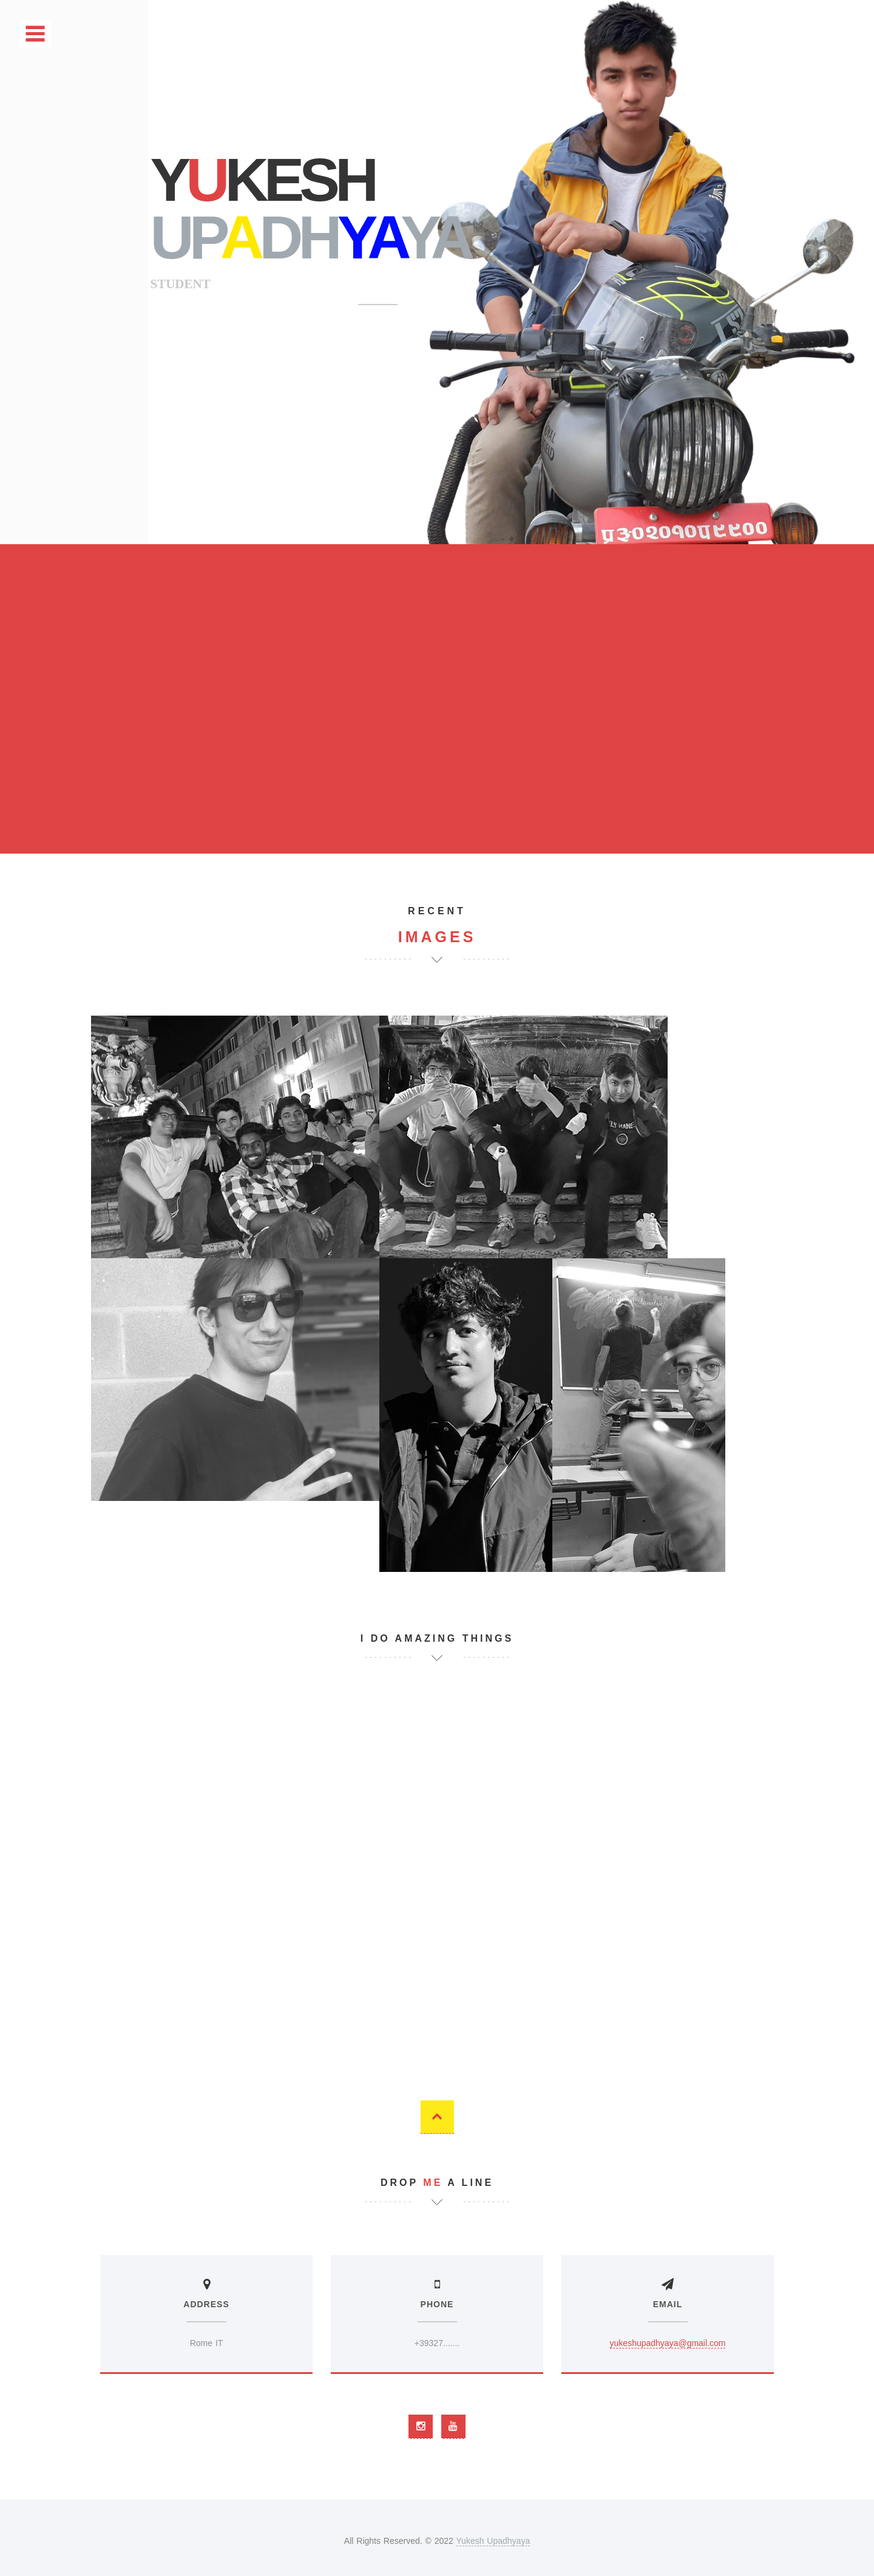 YUKESH
UPADHYAYA
STUDENT
RECENT
IMAGES
I DO AMAZING THINGS
DROP ME A LINE
ADDRESS
Rome IT
PHONE
+39327.......
EMAIL
yukeshupadhyaya@gmail.com
All Rights Reserved. © 2022 Yukesh Upadhyaya